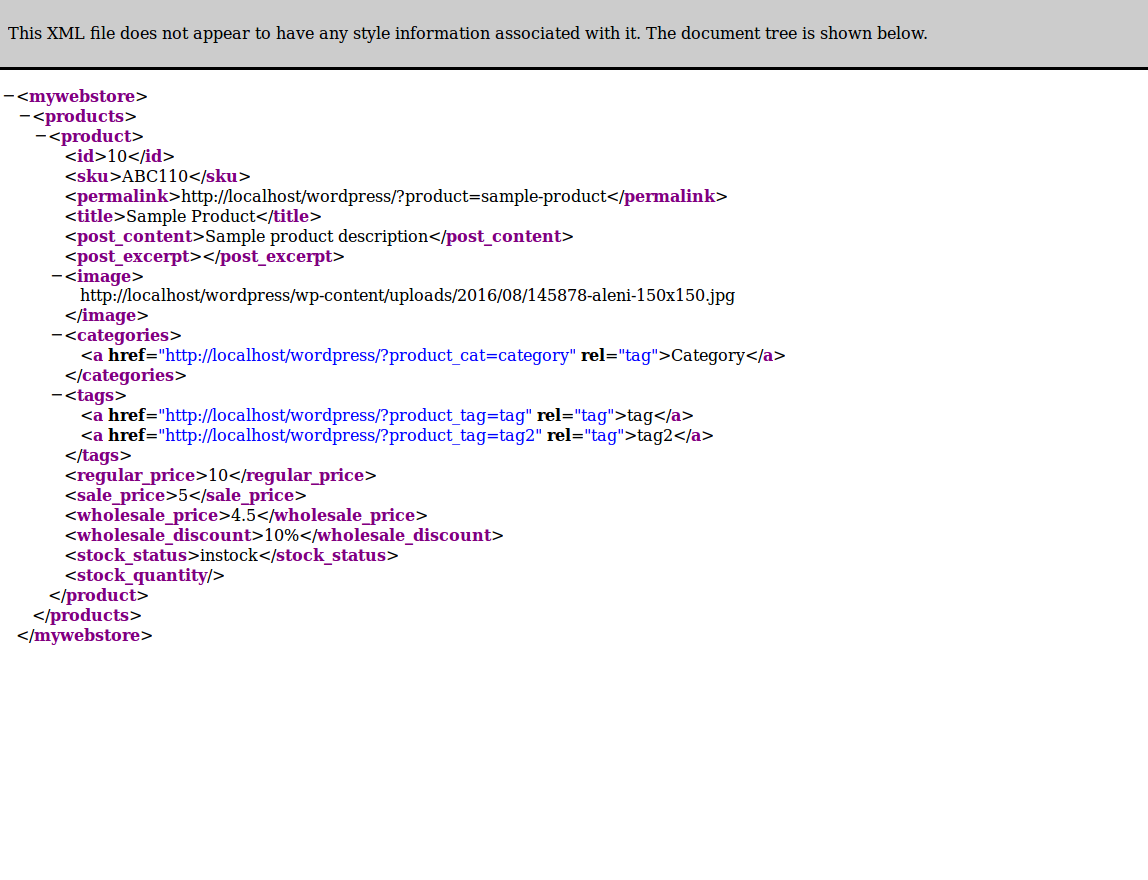 This XML file does not appear to have any style information associated with it. The document tree is shown below.
−<mywebstore>
−<products>
−<product>
<id>10</id>
<sku>ABC110</sku>
<permalink>http://localhost/wordpress/?product=sample-product</permalink>
<title>Sample Product</title>
<post_content>Sample product description</post_content>
<post_excerpt></post_excerpt>
−<image>
http://localhost/wordpress/wp-content/uploads/2016/08/145878-aleni-150x150.jpg
</image>
−<categories>
<a href="http://localhost/wordpress/?product_cat=category" rel="tag">Category</a>
</categories>
−<tags>
<a href="http://localhost/wordpress/?product_tag=tag" rel="tag">tag</a>
<a href="http://localhost/wordpress/?product_tag=tag2" rel="tag">tag2</a>
</tags>
<regular_price>10</regular_price>
<sale_price>5</sale_price>
<wholesale_price>4.5</wholesale_price>
<wholesale_discount>10%</wholesale_discount>
<stock_status>instock</stock_status>
<stock_quantity/>
</product>
</products>
</mywebstore>